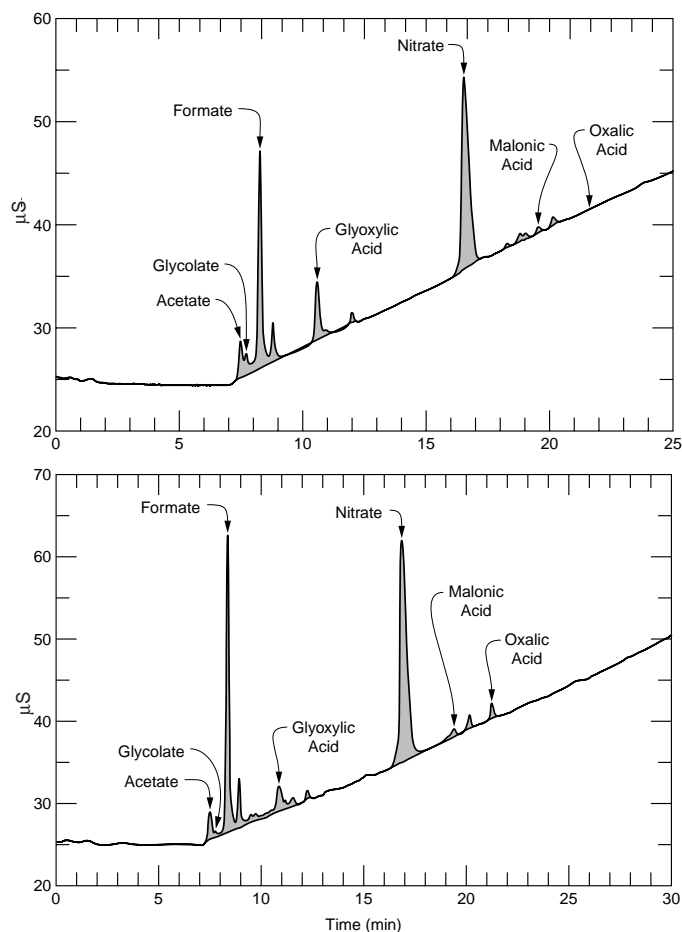 60
50
40
30
20
μS
Nitrate
Formate
Oxalic
Acid
Malonic
Acid
Glyoxylic
Acid
Glycolate
Acetate
0 5 10 15 20 25
70
60
50
40
30
20
μS
Formate
Nitrate
Malonic
Acid
Oxalic
Acid
Glyoxylic
Acid
Glycolate
Acetate
0 5 10 15 20 25 30
Time (min)